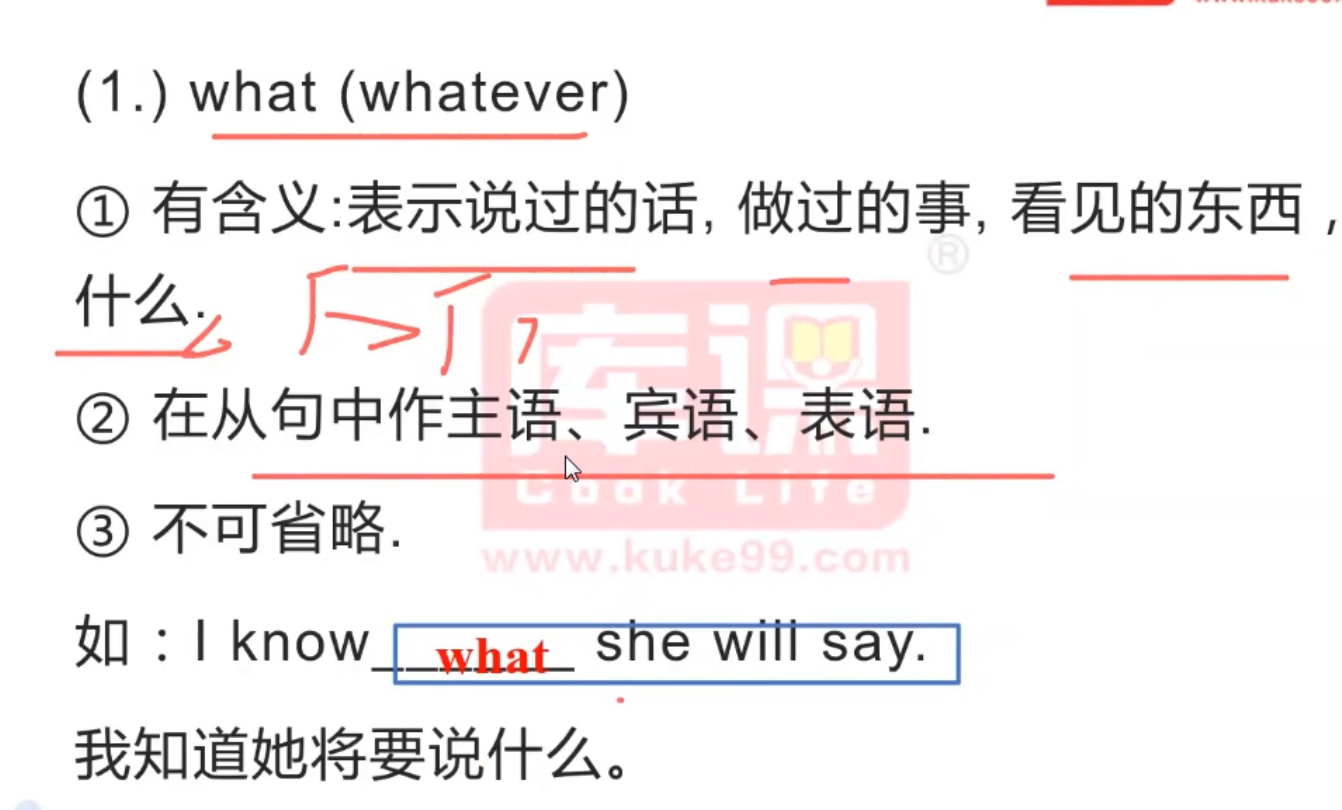 (1.) what (whatever)
① 有含义:表示说过的话, 做过的事, 看见的东西，
什么.
② 在从句中作主语、宾语、表语.
③ 不可省略.
如：I know_______ she will say.
what
我知道她将要说什么。
库课
®
Cook Life
www.kuke99.com